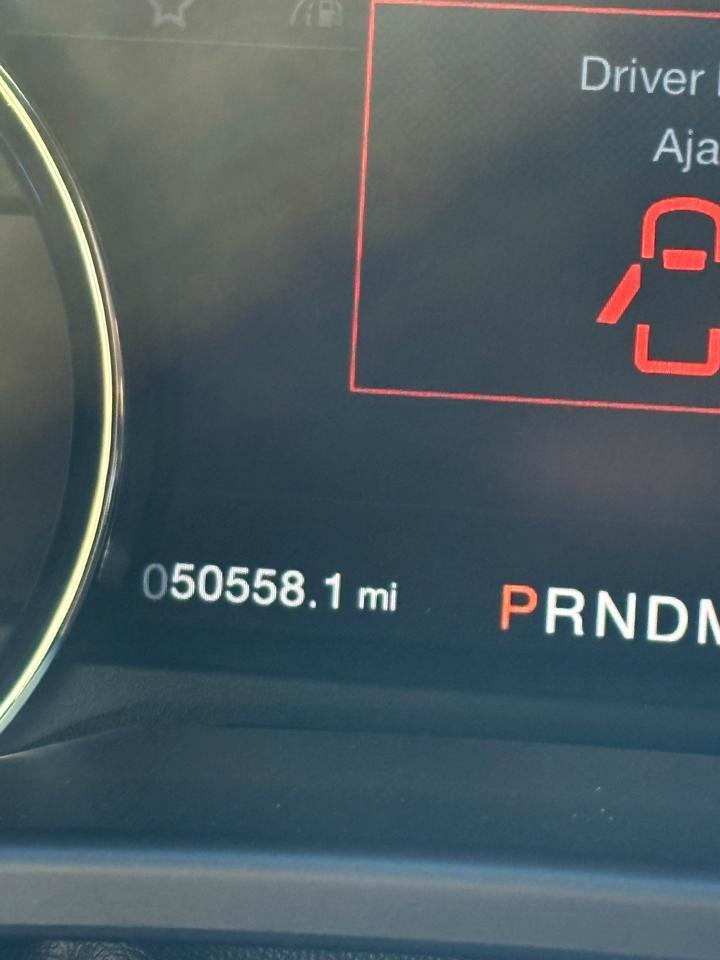 Driver
Aja
050558.1 mi
PRNDM